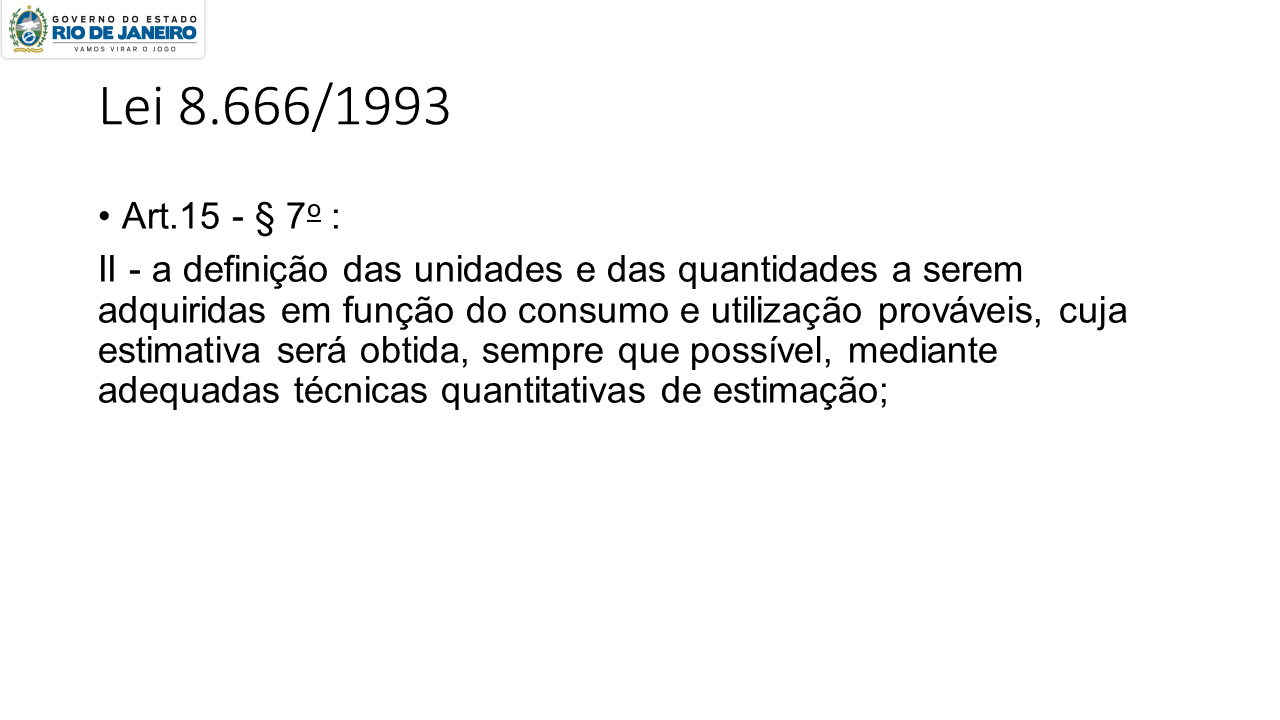 GOVERNO DO ESTADO
RIO DE JANEIRO
VAMOS VIRAR O JOGO
Lei 8.666/1993
• Art.15 - § 7º :
II - a definição das unidades e das quantidades a serem
adquiridas em função do consumo e utilização prováveis, cuja
estimativa será obtida, sempre que possível, mediante
adequadas técnicas quantitativas de estimação;